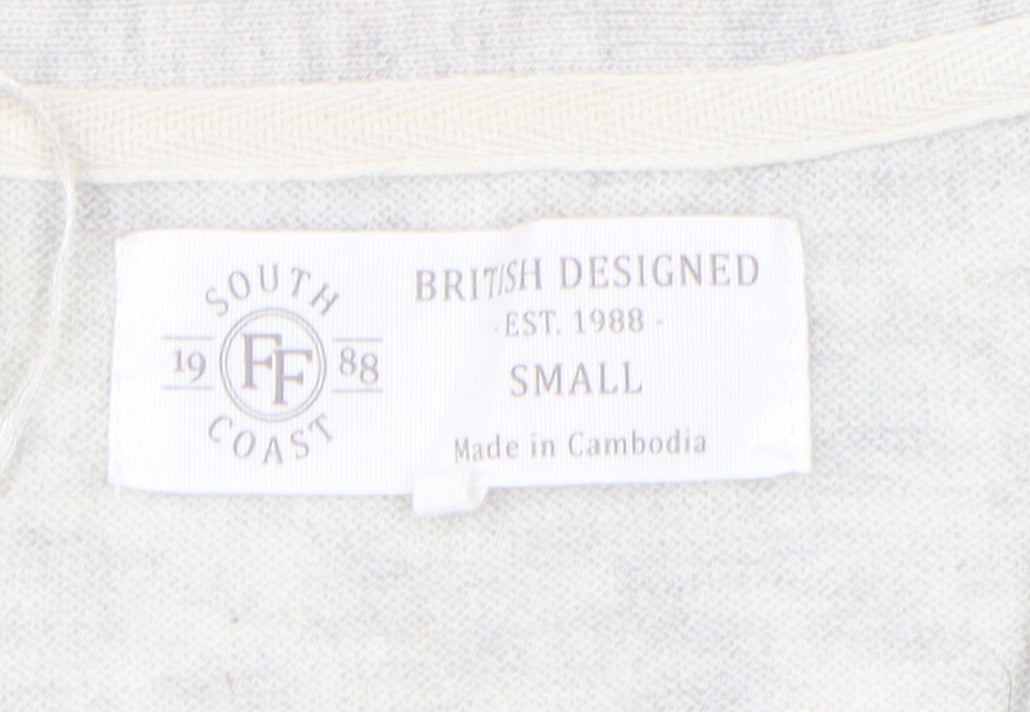 SOUTH
19 FF 88
COAST
BRITISH DESIGNED
- EST. 1988 -
SMALL
Made in Cambodia